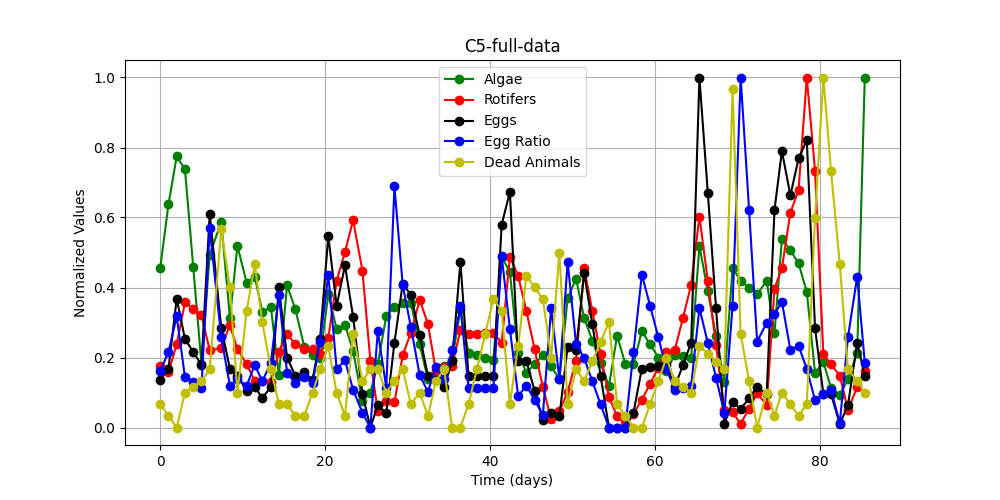 C5-full-data
Algae
Rotifers
Eggs
Egg Ratio
Dead Animals
Normalized Values
1.0
0.8
0.6
0.4
0.2
0.0
0 20 40 60 80
Time (days)